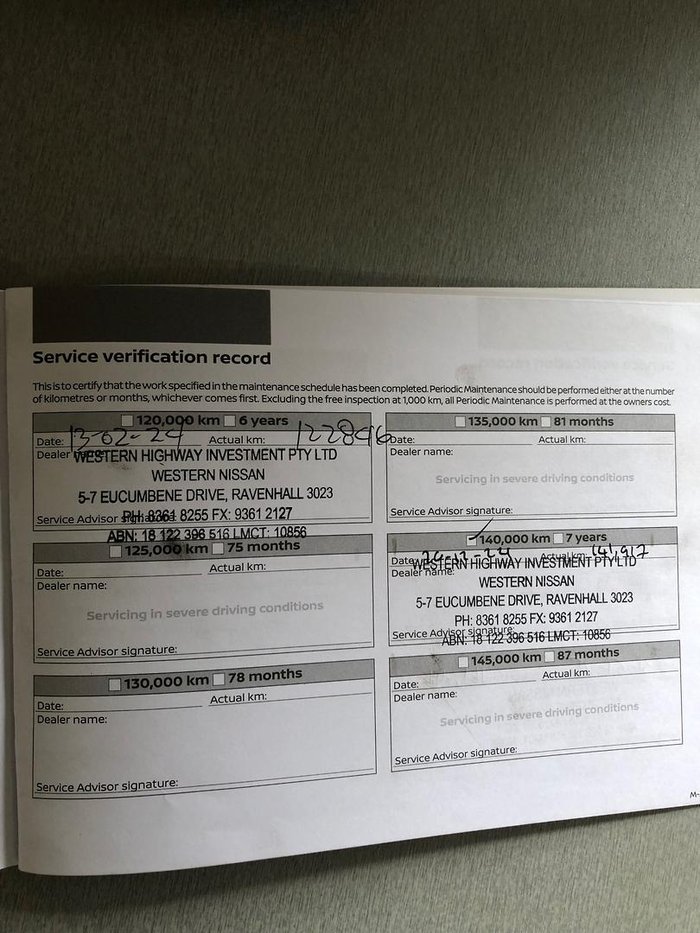 Service verification record
This is to certify that the work specified in the maintenance schedule has been completed. Periodic Maintenance should be performed either at the number
of kilometres or months, whichever comes first. Excluding the free inspection at 1,000 km, all Periodic Maintenance is performed at the owners cost.
120,000 km 6 years
Date: 13-02-24 Actual km: 122896
Dealer name:
WESTERN HIGHWAY INVESTMENT PTY LTD
WESTERN NISSAN
5-7 EUCUMBENE DRIVE, RAVENHALL 3023
PH: 8361 8255 FX: 9361 2127
Service Advisor signature:
ABN: 18 122 396 516 LMCT: 10856
125,000 km 75 months
Date: Actual km:
Dealer name:
Servicing in severe driving conditions
Service Advisor signature:
130,000 km 78 months
Date: Actual km:
Dealer name:
Service Advisor signature:
135,000 km 81 months
Date: Actual km:
Dealer name:
Servicing in severe driving conditions
Service Advisor signature:
140,000 km 7 years
Date: 24-12-24 Actual km: 141,917
WESTERN HIGHWAY INVESTMENT PTY LTD
Dealer name:
WESTERN NISSAN
5-7 EUCUMBENE DRIVE, RAVENHALL 3023
PH: 8361 8255 FX: 9361 2127
Service Advisor signature:
ABN: 18 122 396 516 LMCT: 10856
145,000 km 87 months
Date: Actual km:
Dealer name:
Servicing in severe driving conditions
Service Advisor signature:
M-